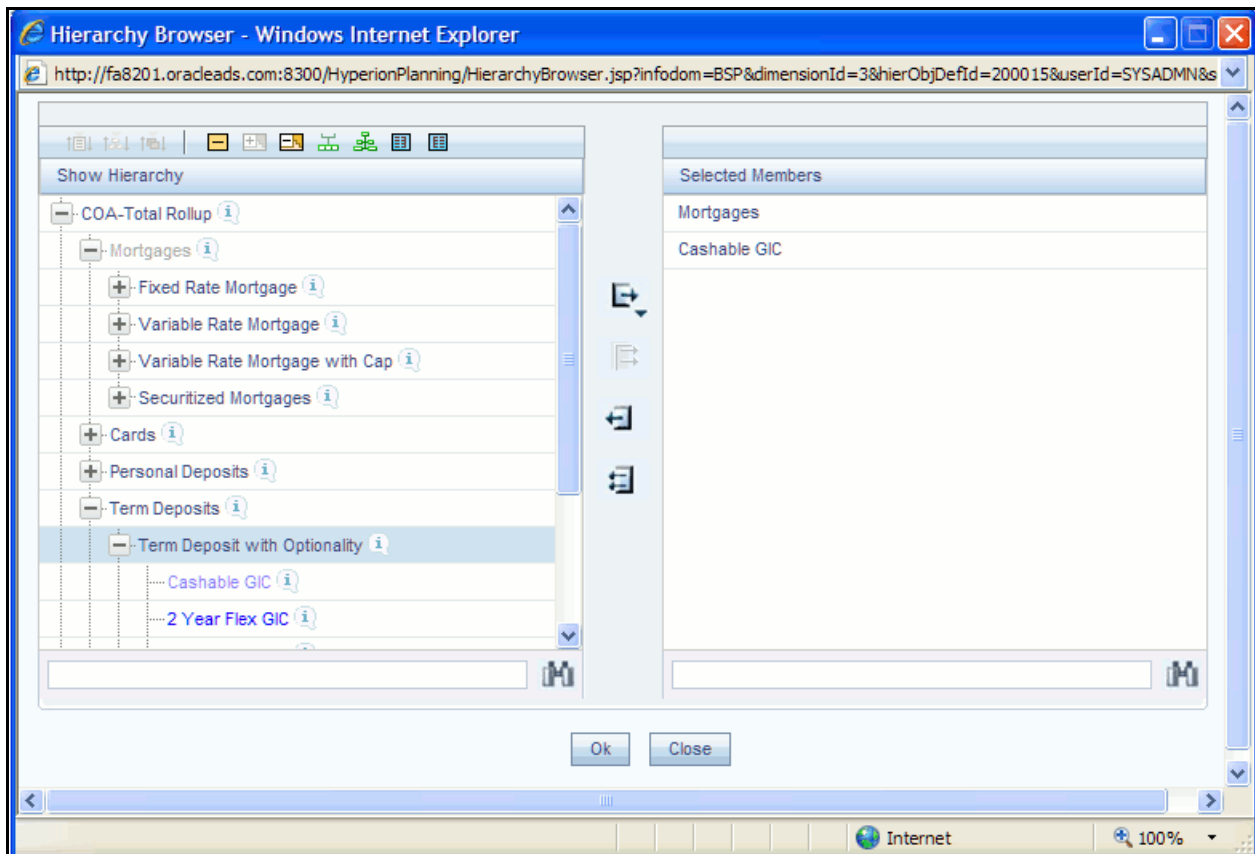 Hierarchy Browser - Windows Internet Explorer
http://fa8201.oracleads.com:8300/HyperionPlanning/HierarchyBrowser.jsp?infodom=BSP&dimensionId=3&hierObjDefId=200015&userId=SYSADMN&s
Show Hierarchy
COA-Total Rollup
Mortgages
Fixed Rate Mortgage
Variable Rate Mortgage
Variable Rate Mortgage with Cap
Securitized Mortgages
Cards
Personal Deposits
Term Deposits
Term Deposit with Optionality
Cashable GIC
2 Year Flex GIC
Selected Members
Mortgages
Cashable GIC
Ok Close
Internet 100%